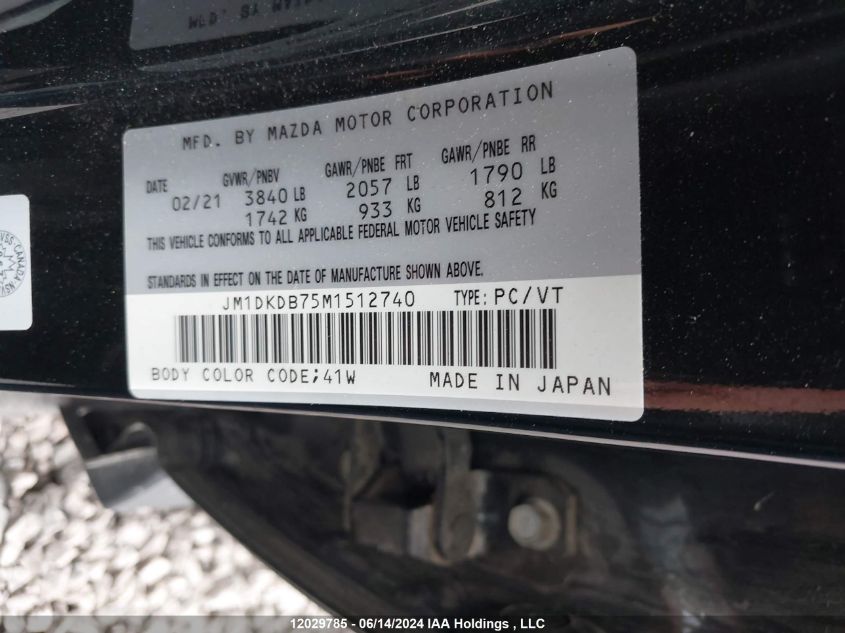 MFD. BY MAZDA MOTOR CORPORATION
DATE GVWR/PNBV GAWR/PNBE FRT GAWR/PNBE RR
02/21 3840 LB 2057 LB 1790 LB
1742 KG 933 KG 812 KG
THIS VEHICLE CONFORMS TO ALL APPLICABLE FEDERAL MOTOR VEHICLE SAFETY
STANDARDS IN EFFECT ON THE DATE OF MANUFACTURE SHOWN ABOVE.
JM1DKDB75M1512740 TYPE: PC/VT
BODY COLOR CODE;41W MADE IN JAPAN
CANADA
12029785 - 06/14/2024 IAA Holdings , LLC